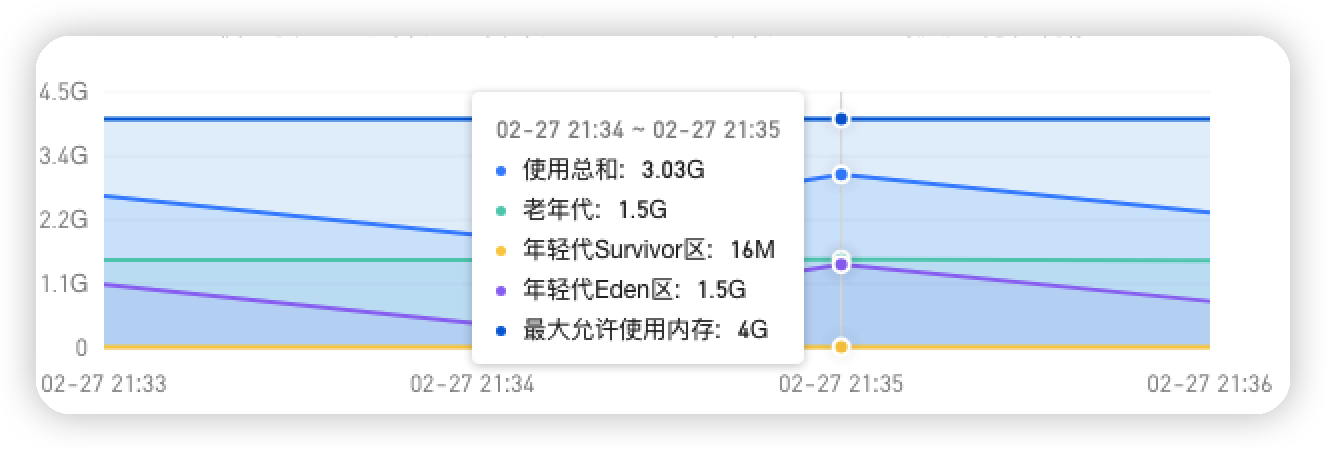 4.5G
3.4G
2.2G
1.1G
0
02-27 21:34 ~ 02-27 21:35
使用总和: 3.03G
老年代: 1.5G
年轻代Survivor区: 16M
年轻代Eden区: 1.5G
最大允许使用内存: 4G
02-27 21:33 02-27 21:34 02-27 21:35 02-27 21:36